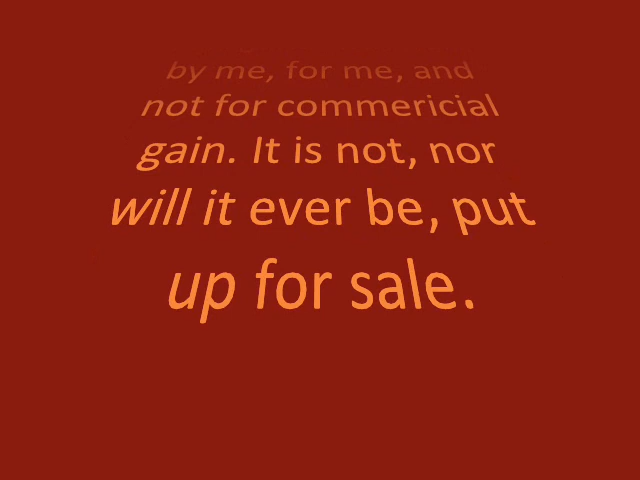 by me, for me, and
not for commericial
gain. It is not, nor
will it ever be, put
up for sale.